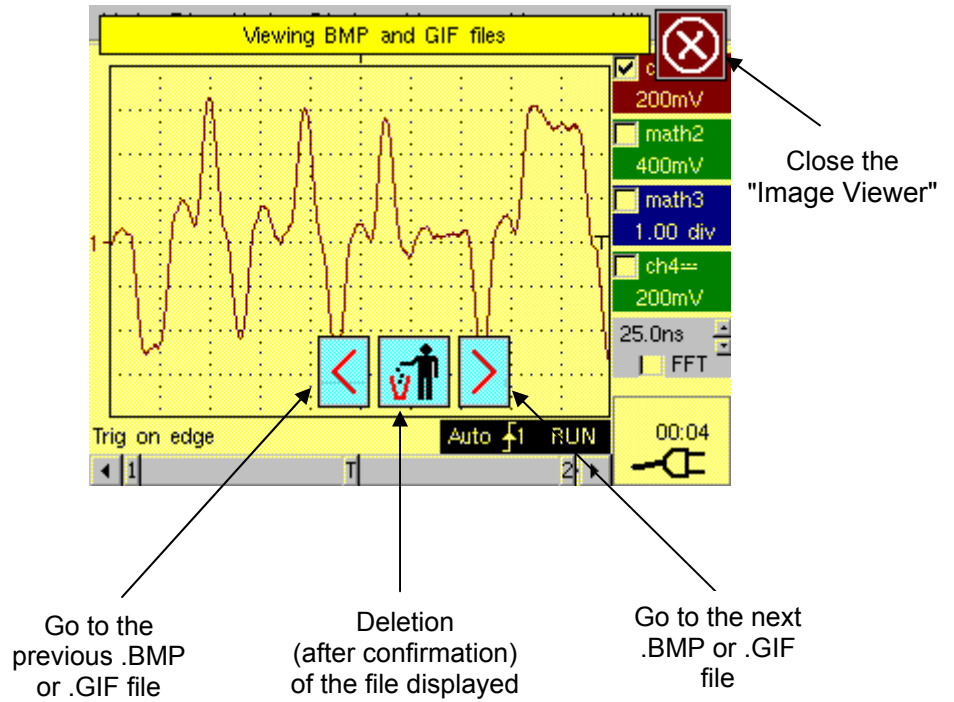 Viewing BMP and GIF files
200mV
math2
400mV
math3
1.00 div
ch4
200mV
25.0ns
FFT
1
T
Trig on edge
Auto 1 RUN
00:04
1
T
2
Close the
"Image Viewer"
Go to the
previous .BMP
or .GIF file
Deletion
(after confirmation)
of the file displayed
Go to the next
.BMP or .GIF
file